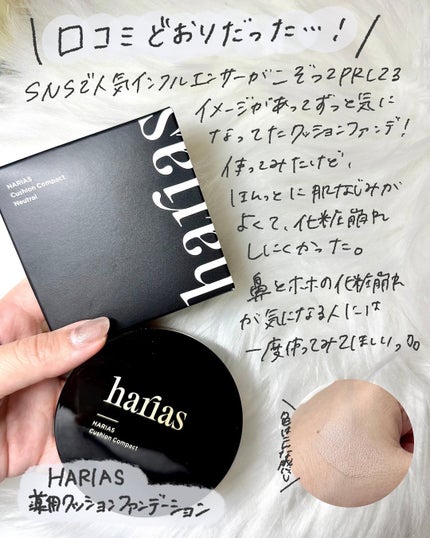 口コミどおりだった…！
SNSで人気インフルエンサーがこぞってPRしてる
イメージがあってずっと気に
なってたクッションファンデ！
使ってみたけど、
ほんっとに肌なじみが
よくて、化粧崩れ
しにくかった。
鼻とホホの化粧崩れ
が気になる人には
一度使ってみてほしいっ。
HARIAS
Cushion Compact
Neutral
harias
harias
HARIAS
Cushion Compact
HARIAS
薬用クッションファンデーション